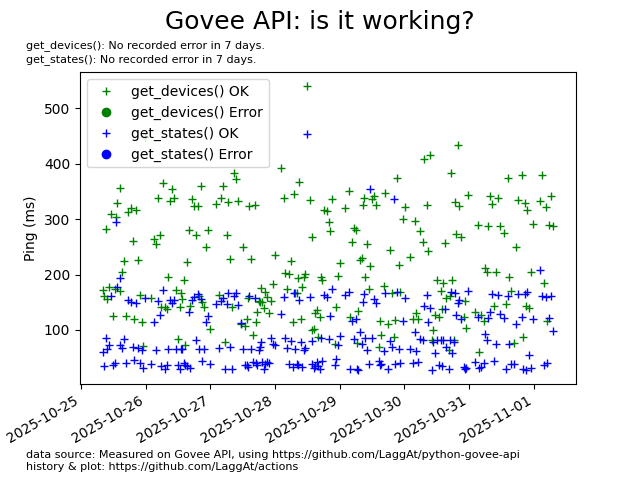 Govee API: is it working?
get_devices(): No recorded error in 7 days.
get_states(): No recorded error in 7 days.
get_devices() OK
get_devices() Error
get_states() OK
get_states() Error
Ping (ms)
500
400
300
200
100
2025-10-25
2025-10-26
2025-10-27
2025-10-28
2025-10-29
2025-10-30
2025-10-31
2025-11-01
data source: Measured on Govee API, using https://github.com/LaggAt/python-govee-api
history & plot: https://github.com/LaggAt/actions